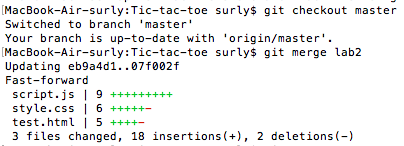 [MacBook-Air-surly:Tic-tac-toe surly$ git checkout master
Switched to branch 'master'
Your branch is up-to-date with 'origin/master'.
[MacBook-Air-surly:Tic-tac-toe surly$ git merge lab2
Updating eb9a4d1..07f002f
Fast-forward
 script.js | 9 +++++++++
 style.css | 6 +++++-
 test.html | 5 ++++-
 3 files changed, 18 insertions(+), 2 deletions(-)